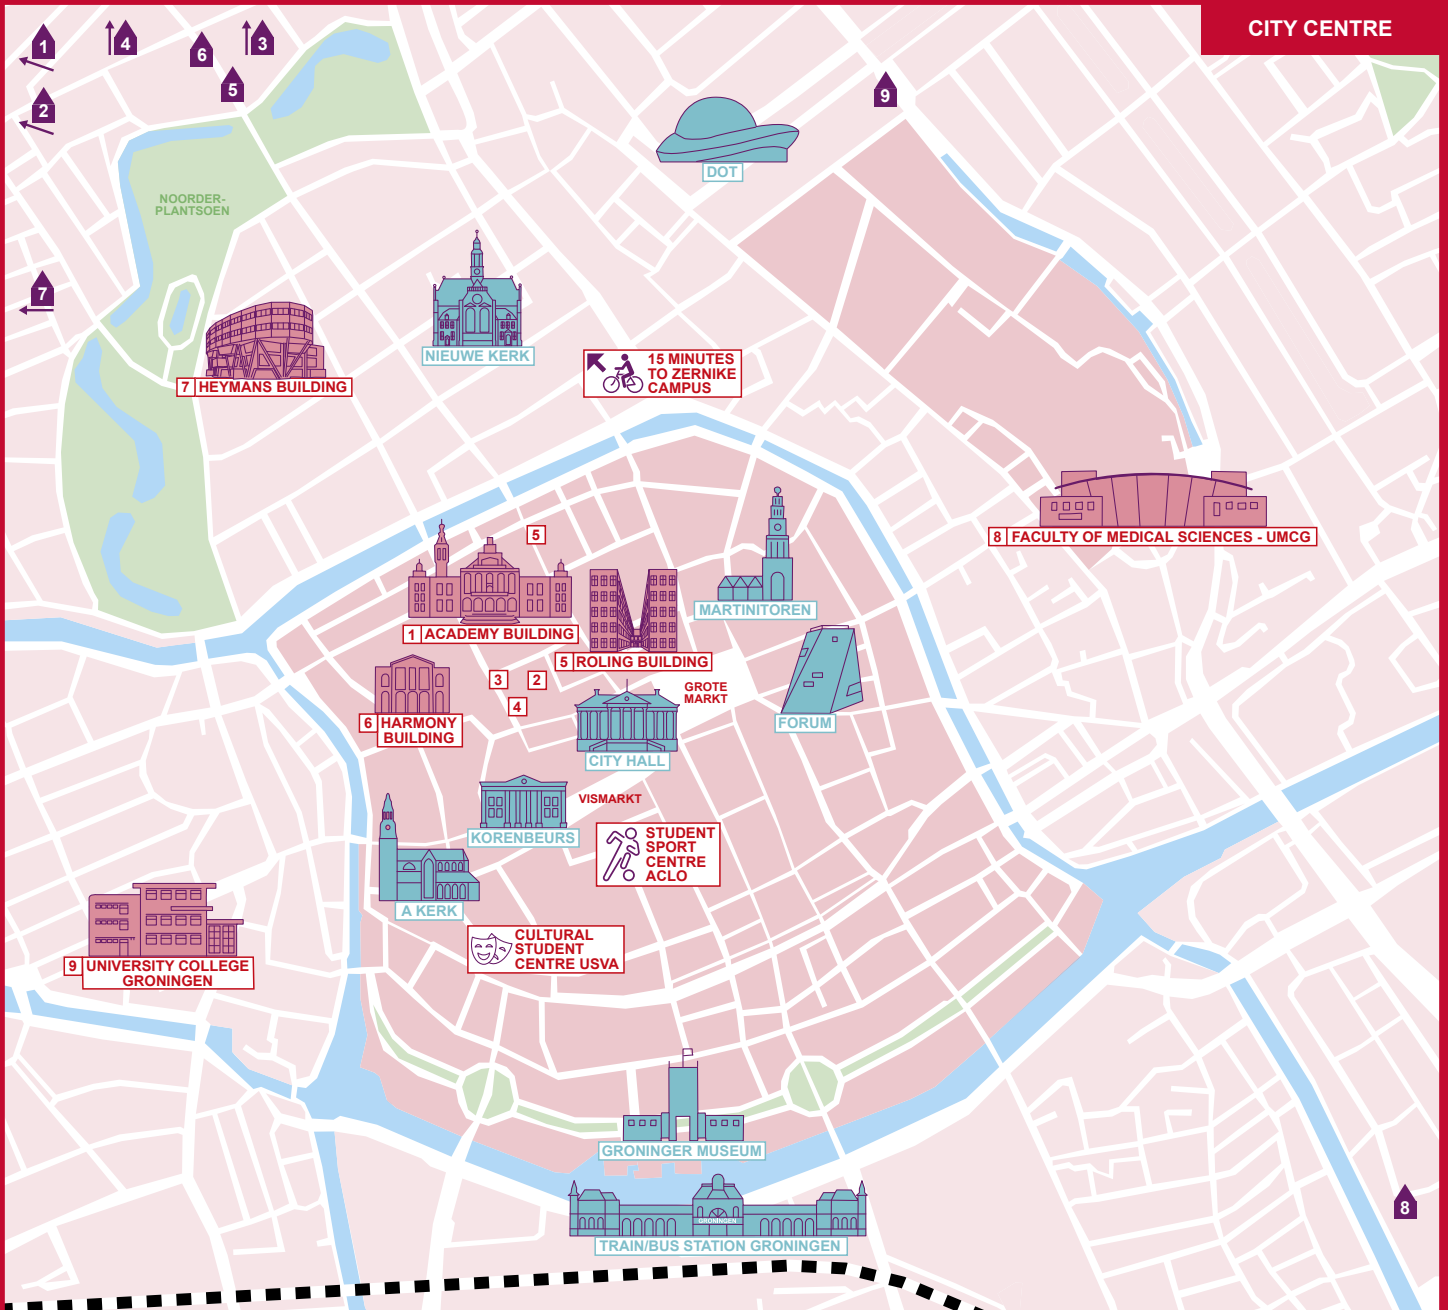 CITY CENTRE
1
4
6
3
5
2
9
DOT
NOORDER-
PLANTSOEN
7
NIEUWE KERK
15 MINUTES
TO ZERNIKE
CAMPUS
7 HEYMANS BUILDING
8 FACULTY OF MEDICAL SCIENCES - UMCG
5
MARTINITOREN
1 ACADEMY BUILDING
5 ROLING BUILDING
3
2
4
GROTE
MARKT
6 HARMONY
BUILDING
FORUM
CITY HALL
VISMARKT
KORENBEURS
STUDENT
SPORT
CENTRE
ACLO
A KERK
CULTURAL
STUDENT
CENTRE USVA
9 UNIVERSITY COLLEGE
GRONINGEN
GRONINGER MUSEUM
8
GRONINGEN
TRAIN/BUS STATION GRONINGEN